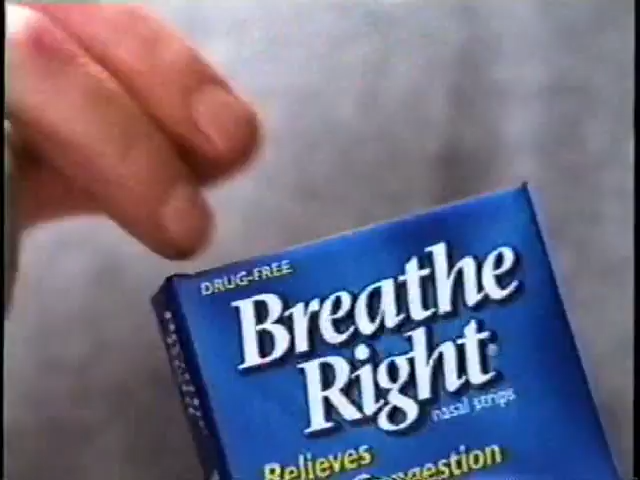 DRUG-FREE
Breathe
Right®
nasal strips
Relieves
Congestion